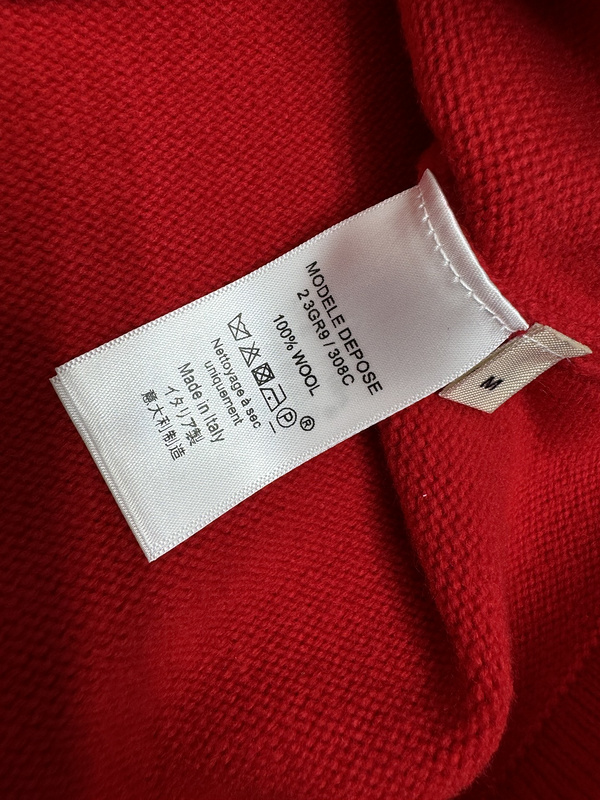 MODELE DEPOSE
2 3GR9 / 308C
100% WOOL
P ®
Nettoyage à sec
uniquement
Made in Italy
イタリア製
意大利制造
M